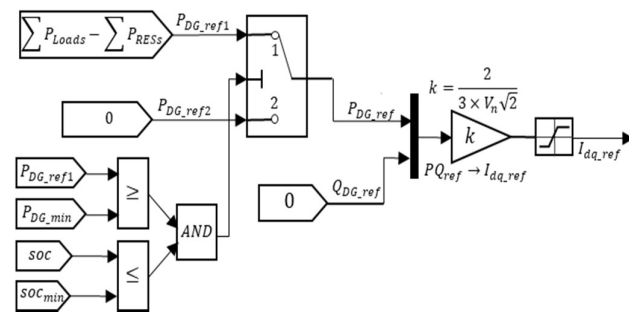 ∑ P_Loads − ∑ P_RESs
P_DG_ref1
1
2
0
P_DG_ref2
P_DG_ref1
P_DG_min
≥
soc
soc_min
≤
AND
P_DG_ref
0
Q_DG_ref
k = 2 / (3 × V_n√2)
k
PQ_ref → I_dq_ref
I_dq_ref